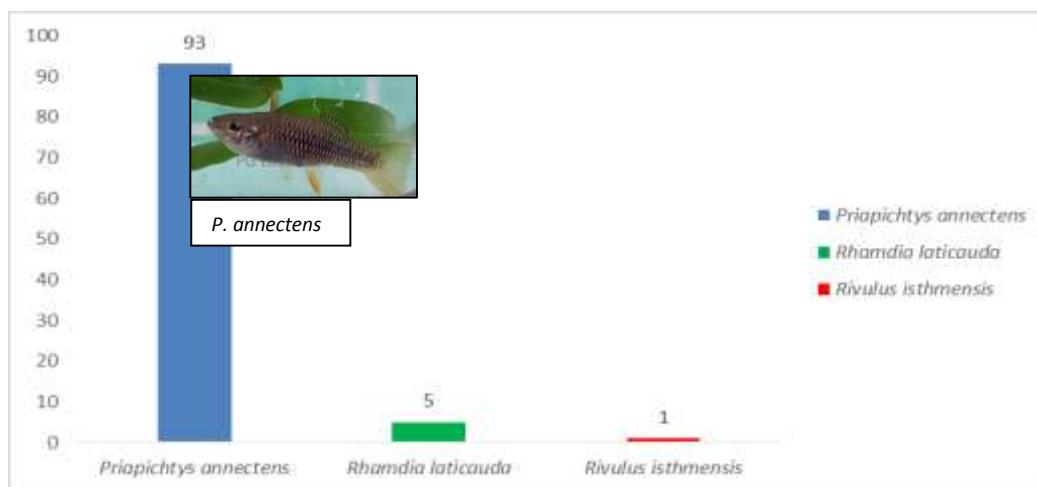 100
93
90
80
70
60
P. annectens
50
40
30
20
10
0
5
1
Priapichtys annectens
Rhamdia laticauda
Rivulus isthmensis
Priapichtys annectens
Rhamdia laticauda
Rivulus isthmensis